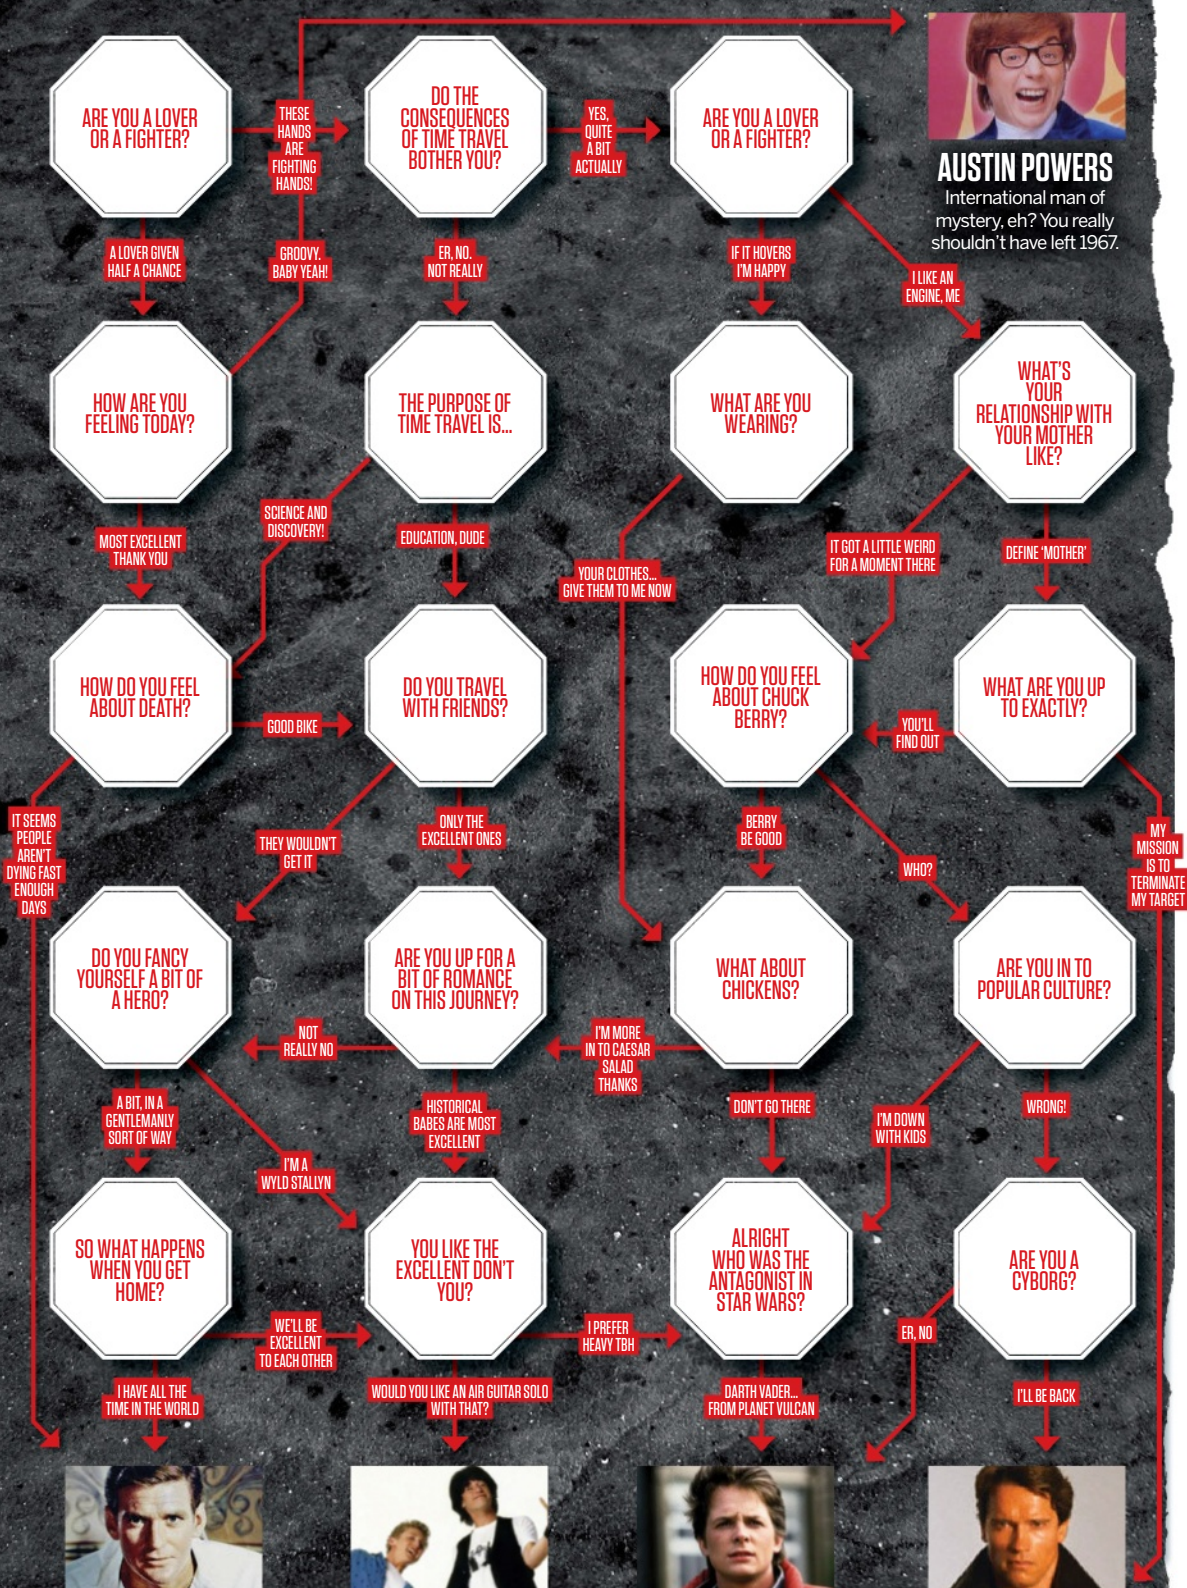 ARE YOU A LOVER
OR A FIGHTER?
THESE
HANDS
ARE
FIGHTING
HANDS!
DO THE
CONSEQUENCES
OF TIME TRAVEL
BOTHER YOU?
YES,
QUITE
A BIT
ACTUALLY
ARE YOU A LOVER
OR A FIGHTER?
AUSTIN POWERS
International man of
mystery, eh? You really
shouldn't have left 1967.
A LOVER GIVEN
HALF A CHANCE
GROOVY.
BABY YEAH!
ER, NO.
NOT REALLY
IF IT HOVERS
I'M HAPPY
I LIKE AN
ENGINE, ME
HOW ARE YOU
FEELING TODAY?
THE PURPOSE OF
TIME TRAVEL IS...
WHAT ARE YOU
WEARING?
WHAT'S
YOUR
RELATIONSHIP WITH
YOUR MOTHER
LIKE?
MOST EXCELLENT
THANK YOU
SCIENCE AND
DISCOVERY!
EDUCATION, DUDE
YOUR CLOTHES...
GIVE THEM TO ME NOW
IT GOT A LITTLE WEIRD
FOR A MOMENT THERE
DEFINE 'MOTHER'
HOW DO YOU FEEL
ABOUT DEATH?
GOOD BIKE
DO YOU TRAVEL
WITH FRIENDS?
HOW DO YOU FEEL
ABOUT CHUCK
BERRY?
YOU'LL
FIND OUT
WHAT ARE YOU UP
TO EXACTLY?
IT SEEMS
PEOPLE
AREN'T
DYING FAST
ENOUGH
DAYS
THEY WOULDN'T
GET IT
ONLY THE
EXCELLENT ONES
BERRY
BE GOOD
WHO?
MY
MISSION
IS TO
TERMINATE
MY TARGET
DO YOU FANCY
YOURSELF A BIT OF
A HERO?
NOT
REALLY NO
ARE YOU UP FOR A
BIT OF ROMANCE
ON THIS JOURNEY?
I'M MORE
IN TO CAESAR
SALAD
THANKS
WHAT ABOUT
CHICKENS?
ARE YOU IN TO
POPULAR CULTURE?
A BIT, IN A
GENTLEMANLY
SORT OF WAY
I'M A
WYLD STALLYN
HISTORICAL
BABES ARE MOST
EXCELLENT
DON'T GO THERE
I'M DOWN
WITH KIDS
WRONG!
SO WHAT HAPPENS
WHEN YOU GET
HOME?
WE'LL BE
EXCELLENT
TO EACH OTHER
YOU LIKE THE
EXCELLENT DON'T
YOU?
I PREFER
HEAVY TBH
ALRIGHT
WHO WAS THE
ANTAGONIST IN
STAR WARS?
ER, NO
ARE YOU A
CYBORG?
I HAVE ALL THE
TIME IN THE WORLD
WOULD YOU LIKE AN AIR GUITAR SOLO
WITH THAT?
DARTH VADER...
FROM PLANET VULCAN
I'LL BE BACK